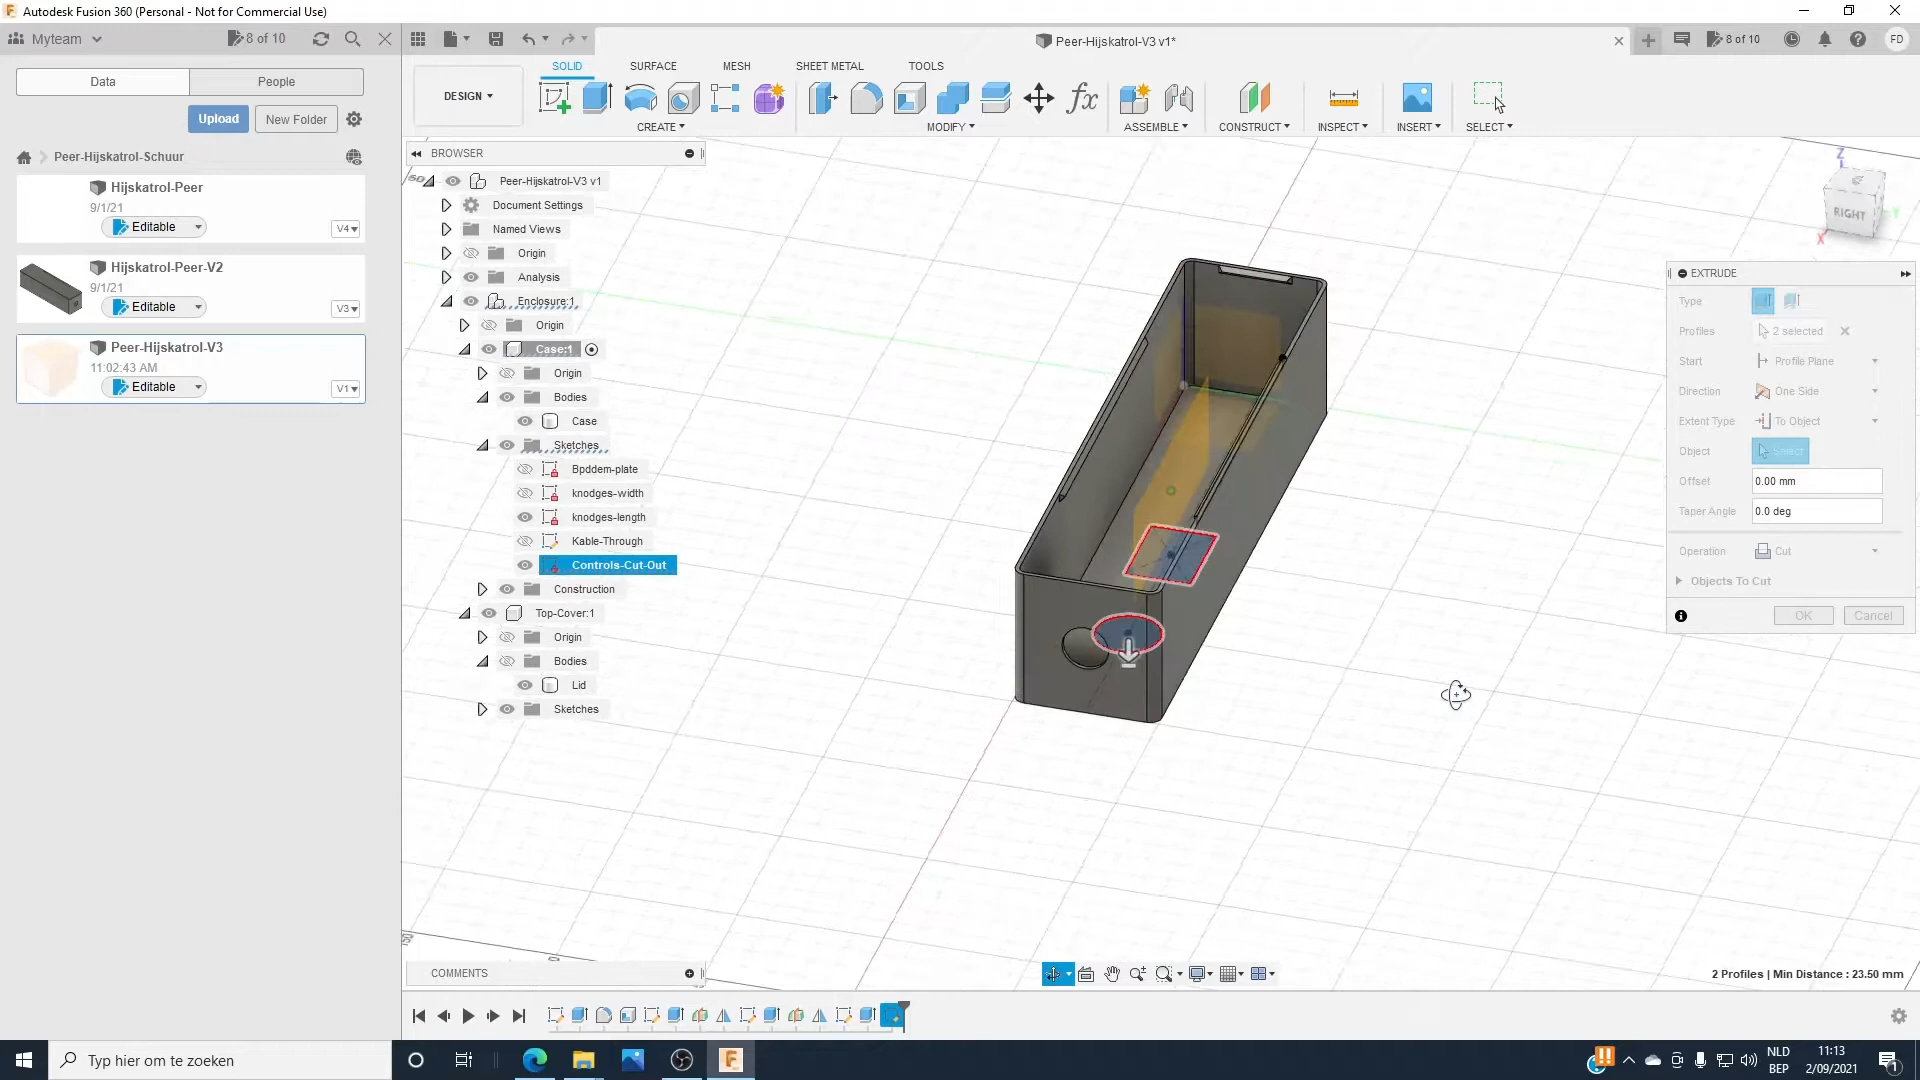 Autodesk Fusion 360 (Personal - Not for Commercial Use)
Myteam
8 of 10
Data
People
Upload
New Folder
Peer-Hijskatrol-Schuur
Hijskatrol-Peer
9/1/21
Editable
V4
Hijskatrol-Peer-V2
9/1/21
Editable
V3
Peer-Hijskatrol-V3
11:02:43 AM
Editable
V1
Peer-Hijskatrol-V3 v1*
8 of 10
FD
DESIGN
SOLID
SURFACE
MESH
SHEET METAL
TOOLS
CREATE
MODIFY
ASSEMBLE
CONSTRUCT
INSPECT
INSERT
SELECT
BROWSER
Peer-Hijskatrol-V3 v1
Document Settings
Named Views
Origin
Analysis
Enclosure:1
Origin
Case:1
Origin
Bodies
Case
Sketches
Bpddem-plate
knodges-width
knodges-length
Kable-Through
Controls-Cut-Out
Construction
Top-Cover:1
Origin
Bodies
Lid
Sketches
Z
RIGHT
Y
X
EXTRUDE
Type
Profiles
2 selected
Start
Profile Plane
Direction
One Side
Extent Type
To Object
Object
Select
Offset
0.00 mm
Taper Angle
0.0 deg
Operation
Cut
Objects To Cut
OK
Cancel
COMMENTS
2 Profiles | Min Distance : 23.50 mm
Typ hier om te zoeken
NLD
BEP
11:13
2/09/2021
1